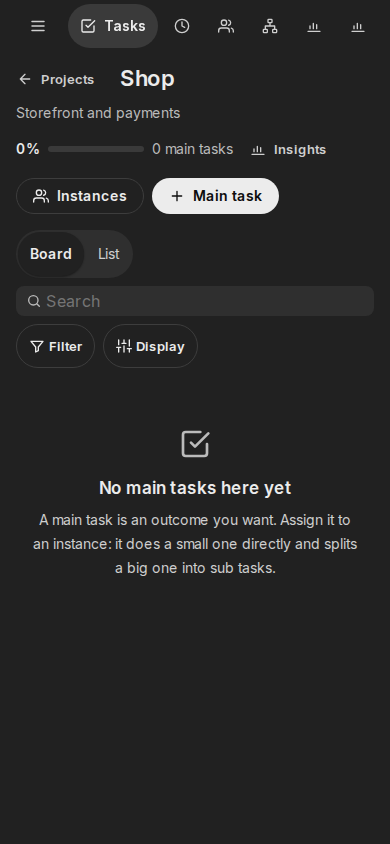 Tasks
Projects
Shop
Storefront and payments
0% 0 main tasks Insights
Instances
Main task
Board List
Search
Filter Display
No main tasks here yet
A main task is an outcome you want. Assign it to
an instance: it does a small one directly and splits
a big one into sub tasks.